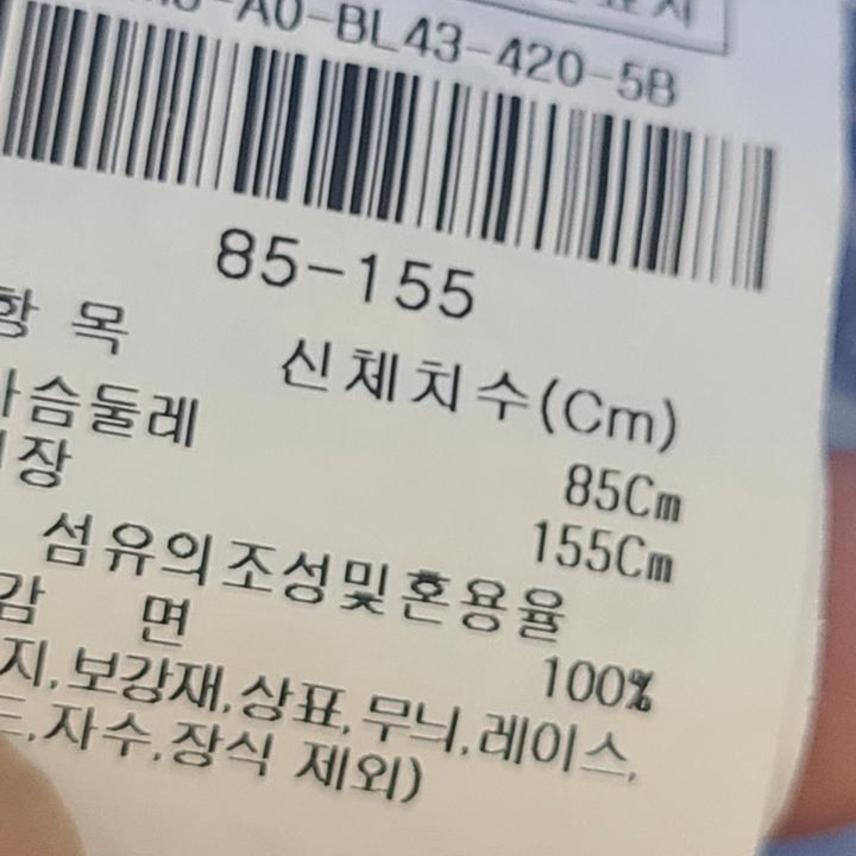 A0-BL43-420-5B
85-155
항 목
신체치수(Cm)
가슴둘레
85Cm
장
155Cm
섬유의조성및혼용율
감 면
100%
지,보강재,상표,무늬,레이스,
드,자수,장식 제외)